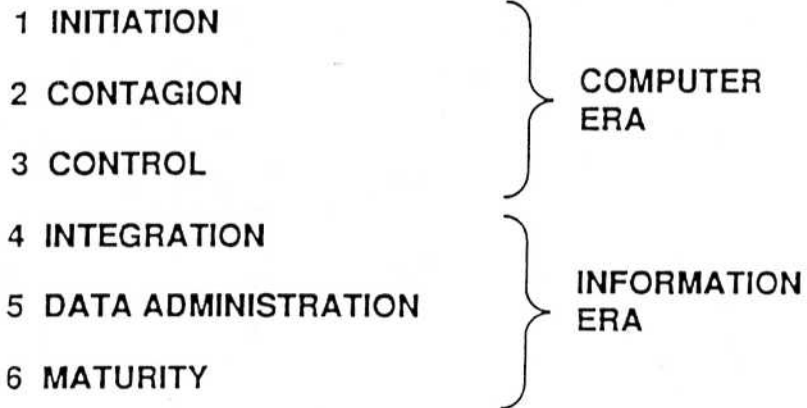 1 INITIATION
2 CONTAGION
3 CONTROL
COMPUTER
ERA
4 INTEGRATION
5 DATA ADMINISTRATION
6 MATURITY
INFORMATION
ERA